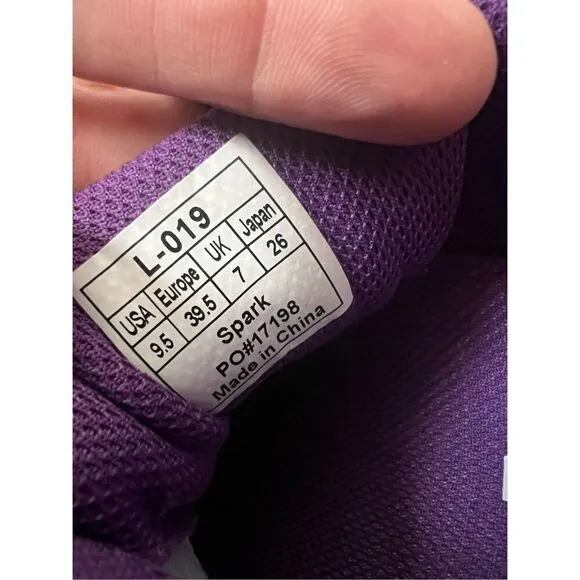 L-019
USA Europe UK Japan
9.5 39.5 7 26
Spark
PO#17198
Made in China